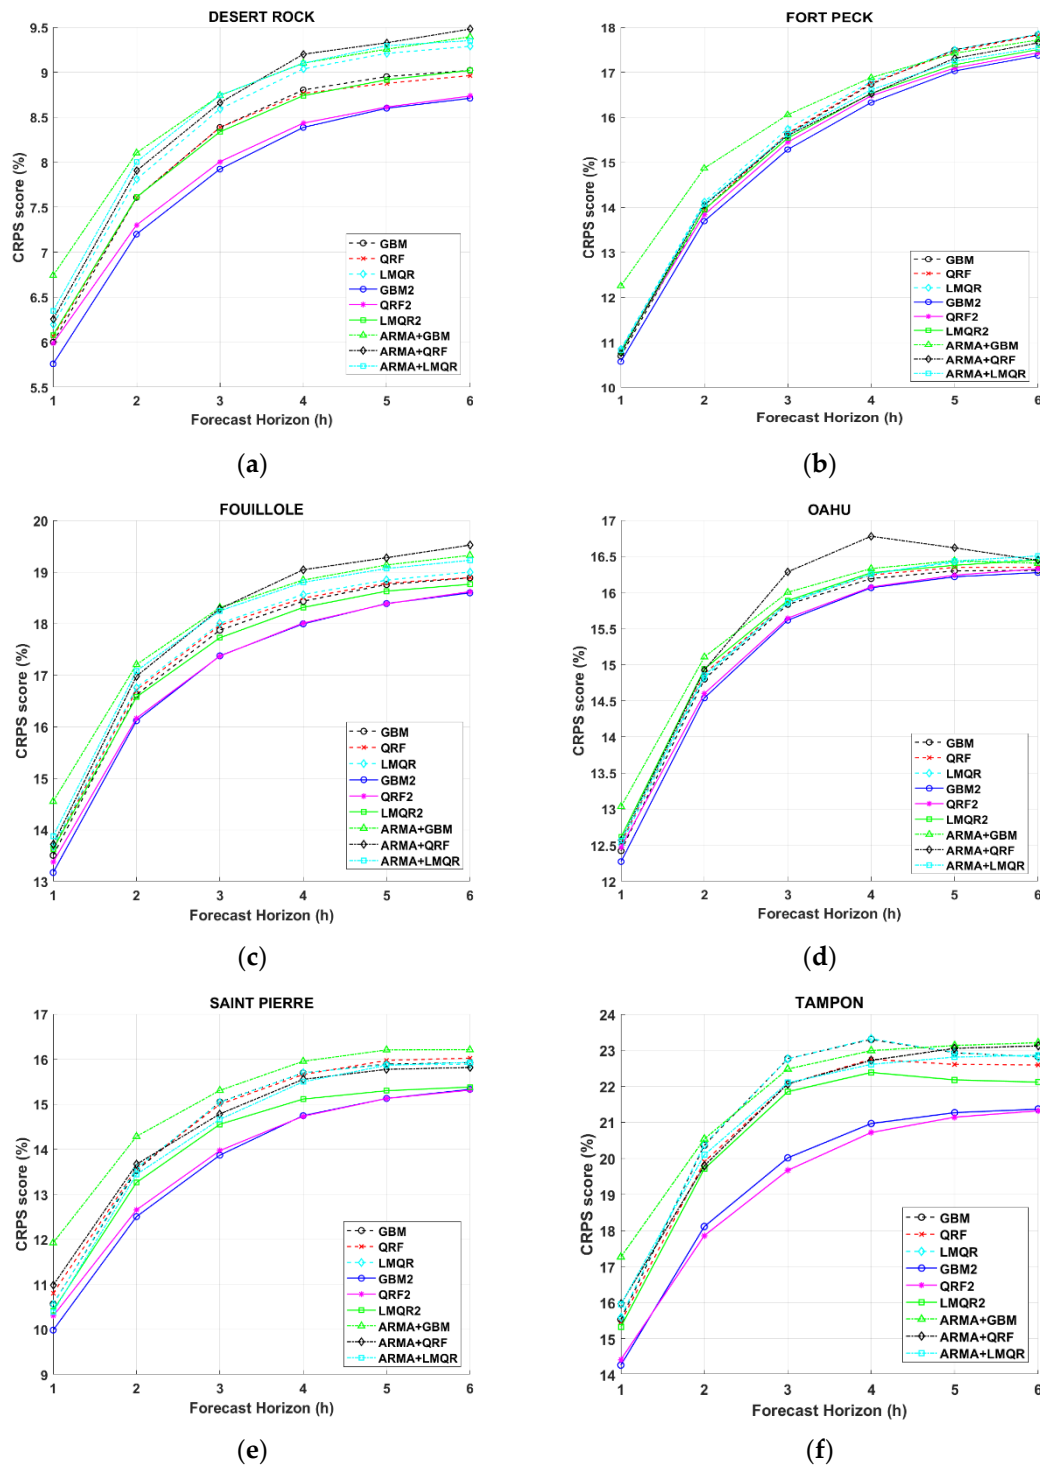 DESERT ROCK
9.5
9
8.5
8
7.5
7
6.5
6
5.5
CRPS score (%)
GBM
QRF
LMQR
GBM2
QRF2
LMQR2
ARMA+GBM
ARMA+QRF
ARMA+LMQR
1 2 3 4 5 6
Forecast Horizon (h)
(a)
FORT PECK
18
17
16
15
14
13
12
11
10
CRPS score (%)
GBM
QRF
LMQR
GBM2
QRF2
LMQR2
ARMA+GBM
ARMA+QRF
ARMA+LMQR
1 2 3 4 5 6
Forecast Horizon (h)
(b)
FOUILLOLE
20
19
18
17
16
15
14
13
CRPS score (%)
GBM
QRF
LMQR
GBM2
QRF2
LMQR2
ARMA+GBM
ARMA+QRF
ARMA+LMQR
1 2 3 4 5 6
Forecast Horizon (h)
(c)
OAHU
17
16.5
16
15.5
15
14.5
14
13.5
13
12.5
12
CRPS score (%)
GBM
QRF
LMQR
GBM2
QRF2
LMQR2
ARMA+GBM
ARMA+QRF
ARMA+LMQR
1 2 3 4 5 6
Forecast Horizon (h)
(d)
SAINT PIERRE
17
16
15
14
13
12
11
10
9
CRPS score (%)
GBM
QRF
LMQR
GBM2
QRF2
LMQR2
ARMA+GBM
ARMA+QRF
ARMA+LMQR
1 2 3 4 5 6
Forecast Horizon (h)
(e)
TAMPON
24
23
22
21
20
19
18
17
16
15
14
CRPS score (%)
GBM
QRF
LMQR
GBM2
QRF2
LMQR2
ARMA+GBM
ARMA+QRF
ARMA+LMQR
1 2 3 4 5 6
Forecast Horizon (h)
(f)